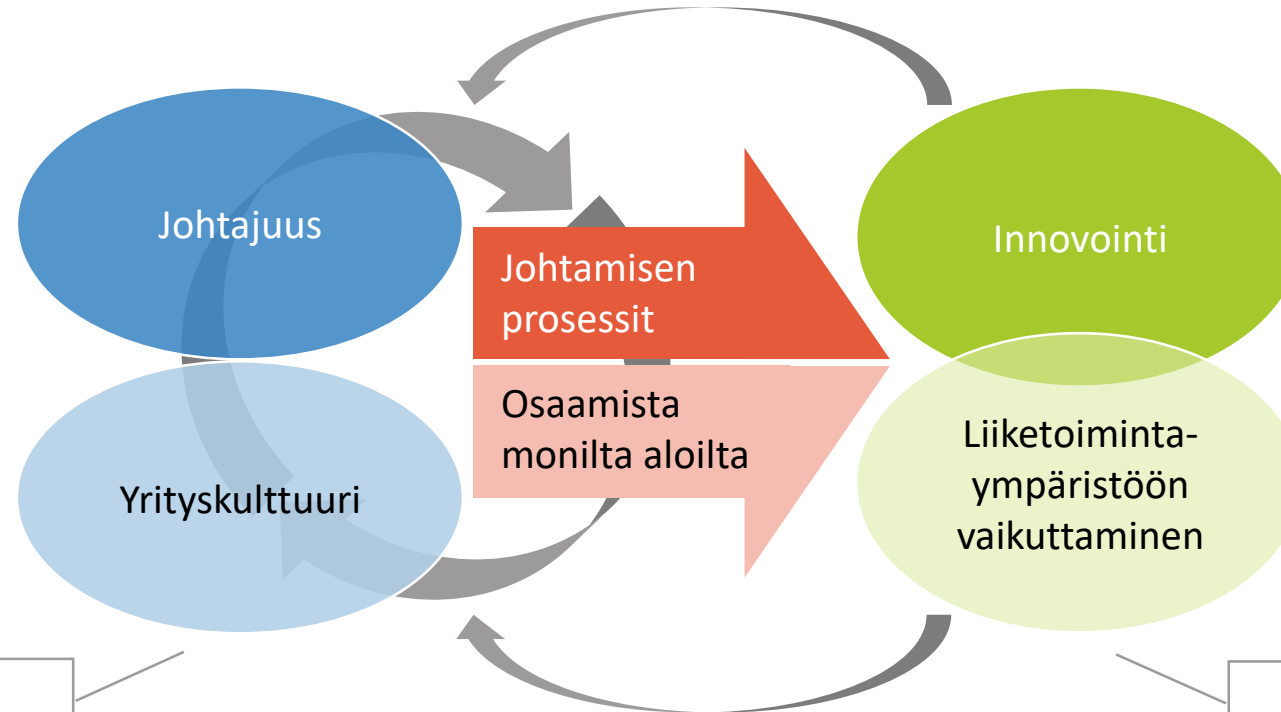 Johtajuus
Yrityskulttuuri
Johtamisen
prosessit
Osaamista
monilta aloilta
Innovointi
Liiketoiminta-
ympäristöön
vaikuttaminen